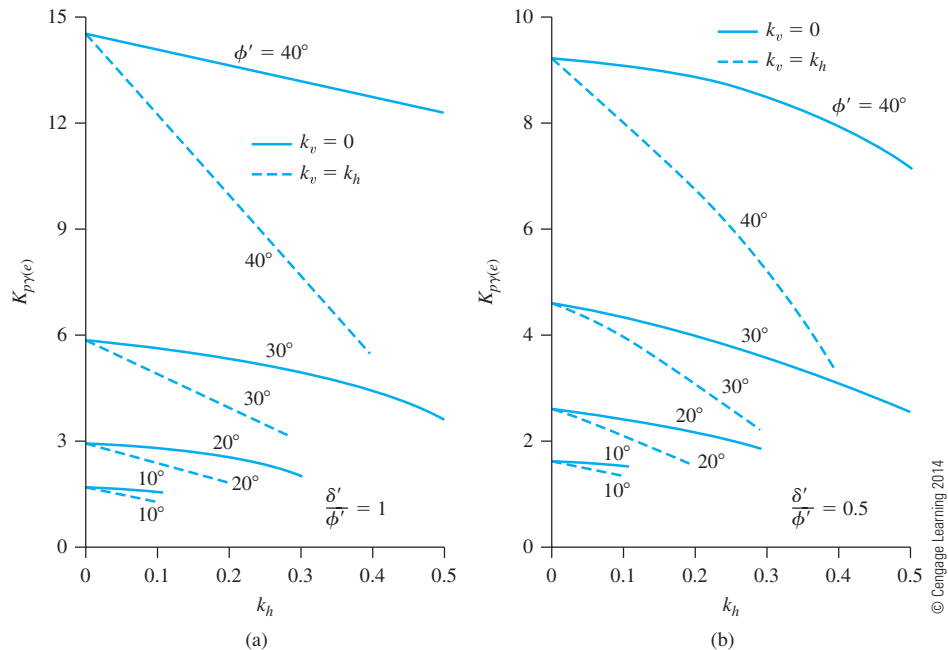 15
12
9
6
3
0
K_pγ(e)
ϕ′ = 40°
k_v = 0
k_v = k_h
40°
30°
30°
20°
20°
10°
10°
δ′/ϕ′ = 1
0 0.1 0.2 0.3 0.4 0.5
k_h
(a)
10
8
6
4
2
0
K_pγ(e)
k_v = 0
k_v = k_h
ϕ′ = 40°
40°
30°
30°
20°
20°
10°
10°
δ′/ϕ′ = 0.5
0 0.1 0.2 0.3 0.4 0.5
k_h
(b)
© Cengage Learning 2014